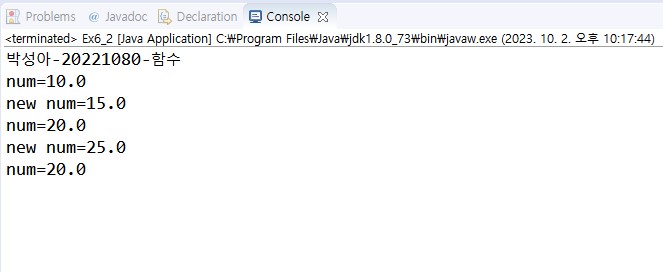 Problems @ Javadoc Declaration Console
<terminated> Ex6_2 [Java Application] C:₩Program Files₩Java₩jdk1.8.0_73₩bin₩javaw.exe (2023. 10. 2. 오후 10:17:44)
박성아-20221080-함수
num=10.0
new num=15.0
num=20.0
new num=25.0
num=20.0